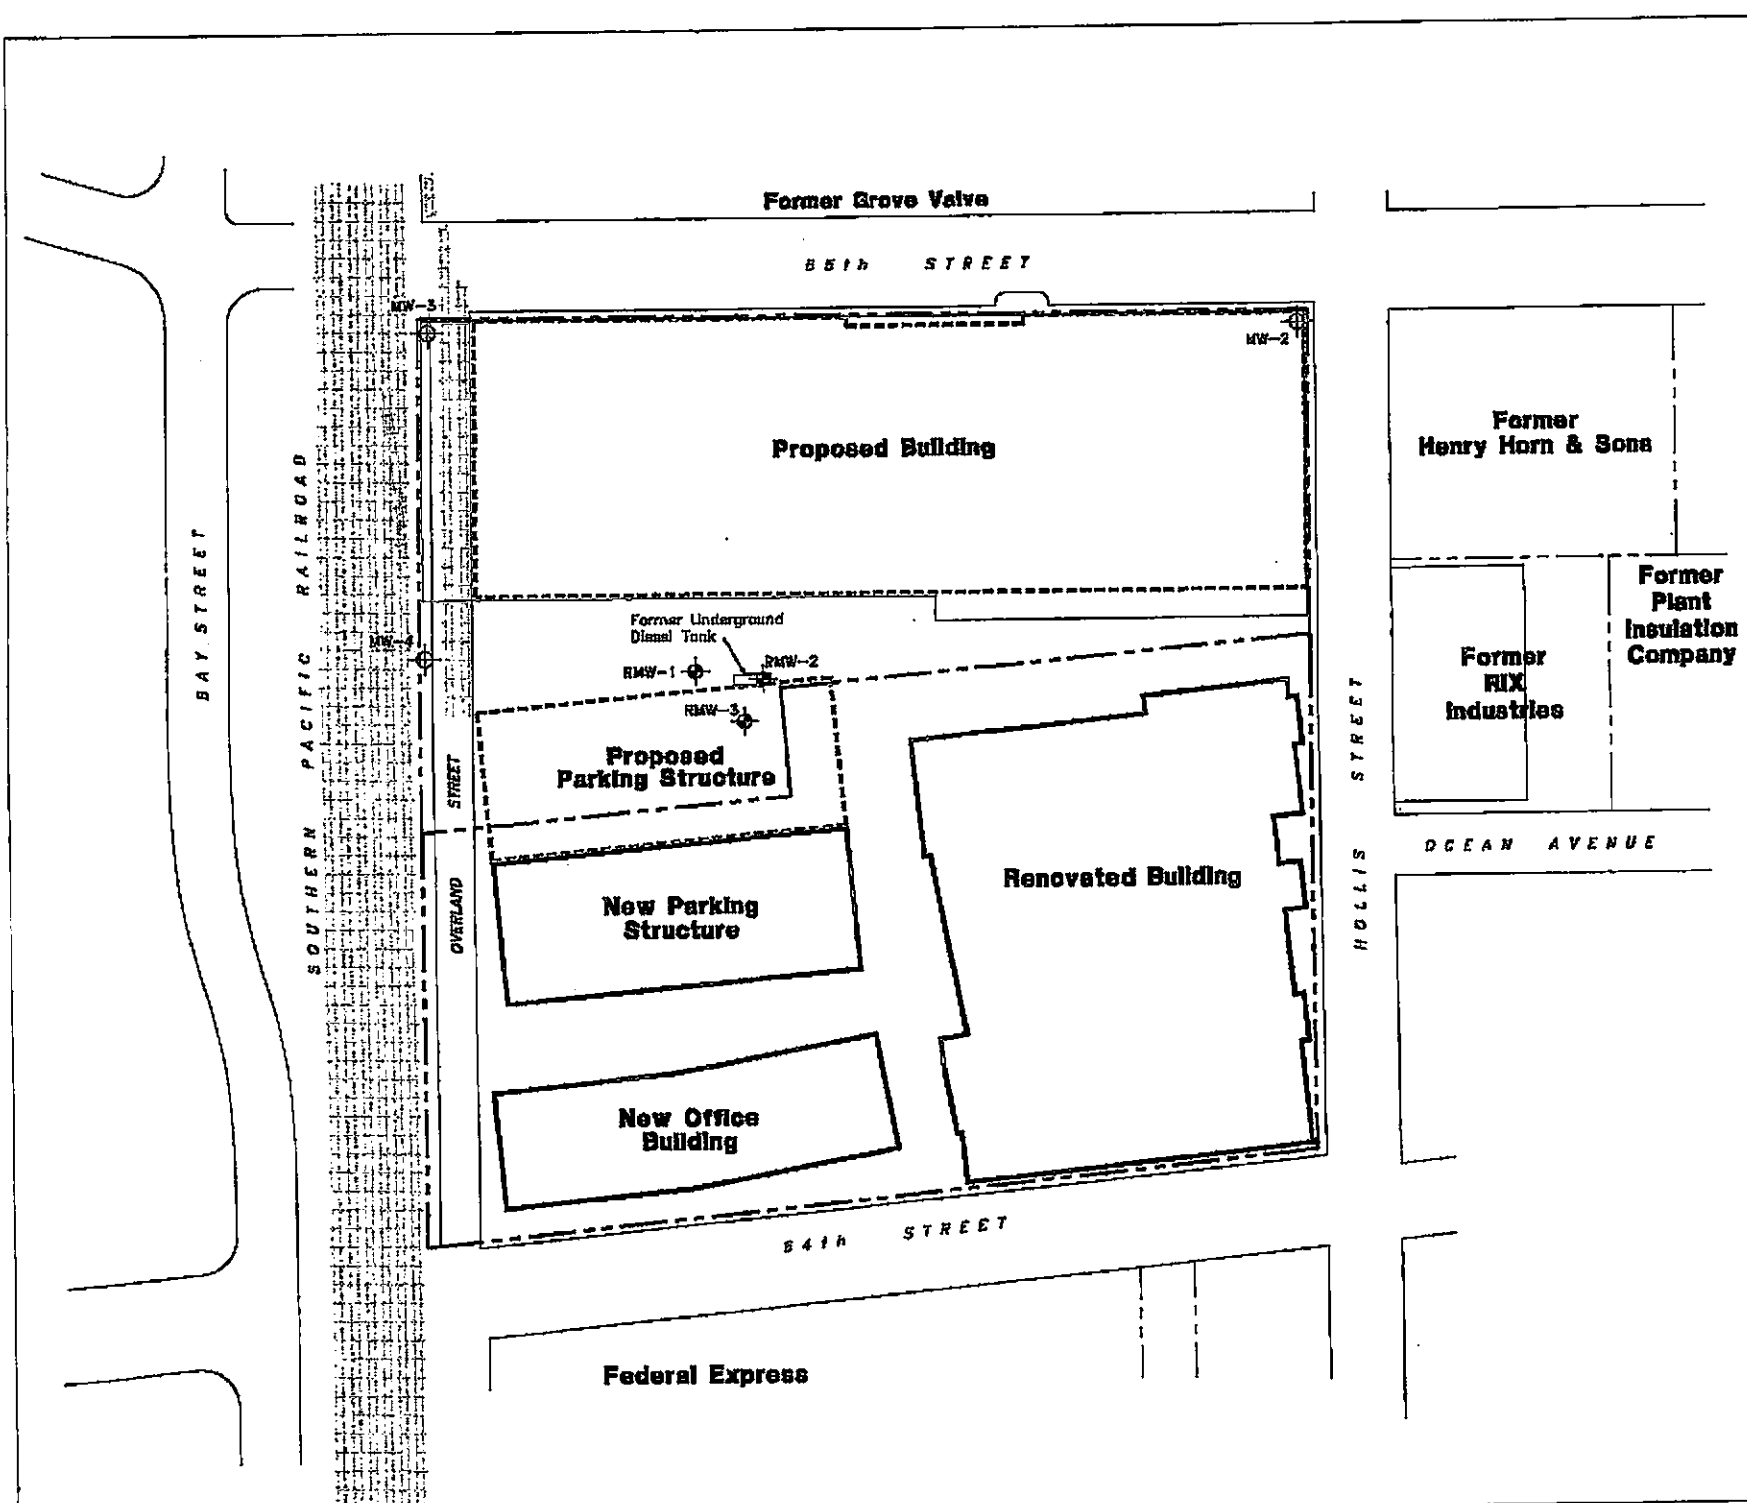 Former Grove Valve
65th STREET
MW-3
MW-2
Proposed Building
Former
Henry Horn & Sons
SOUTHERN PACIFIC RAILROAD
BAY STREET
Former Underground
Diesel Tank
MW-4
RMW-1
RMW-2
RMW-3
Former
Plant
Insulation
Company
Former
RIX
Industries
Proposed
Parking Structure
OVERLAND STREET
HOLLIS STREET
OCEAN AVENUE
Renovated Building
New Parking
Structure
New Office
Building
64th STREET
Federal Express